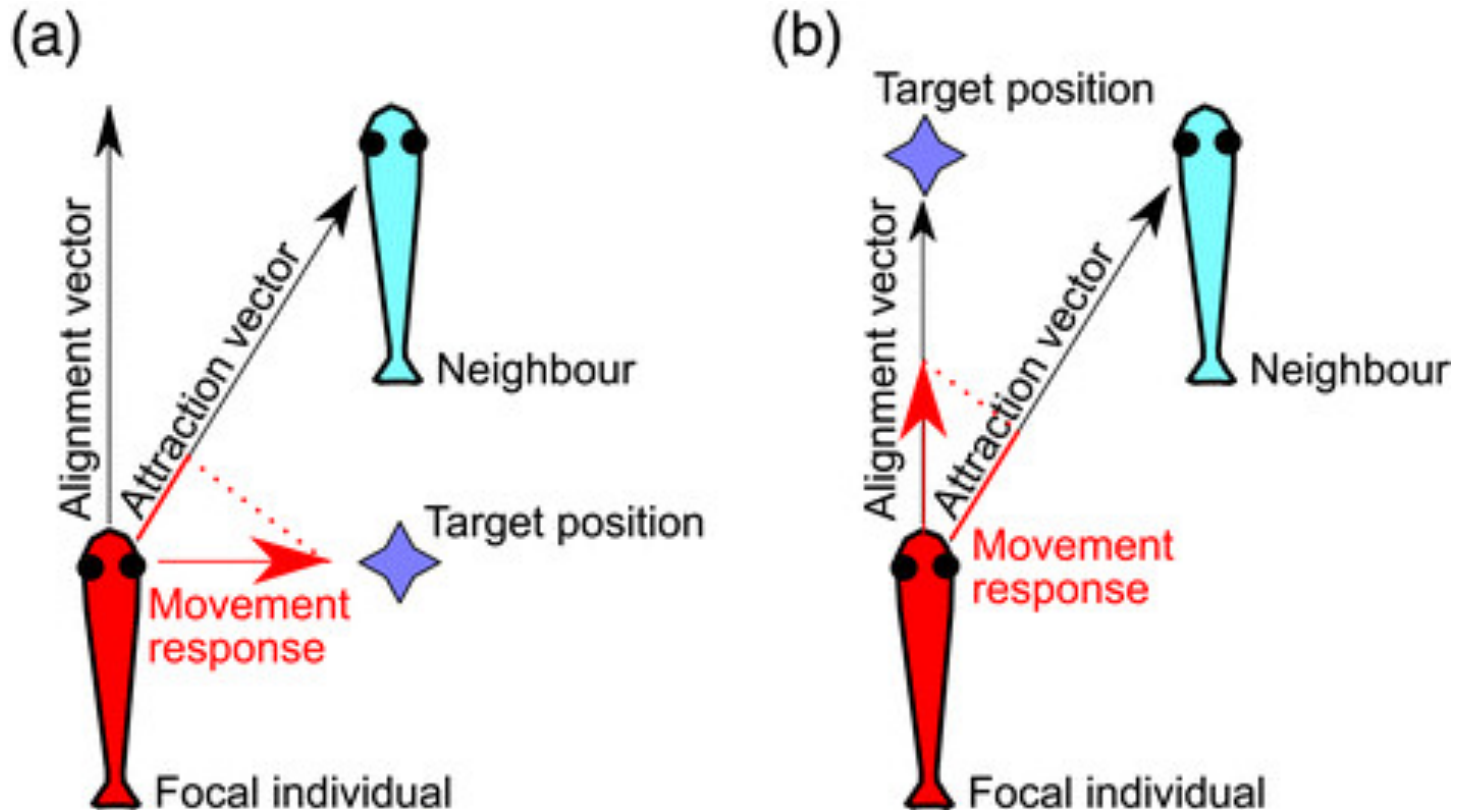 (a)
Alignment vector
Attraction vector
Neighbour
Target position
Movement
response
Focal individual
(b)
Target position
Alignment vector
Attraction vector
Neighbour
Movement
response
Focal individual